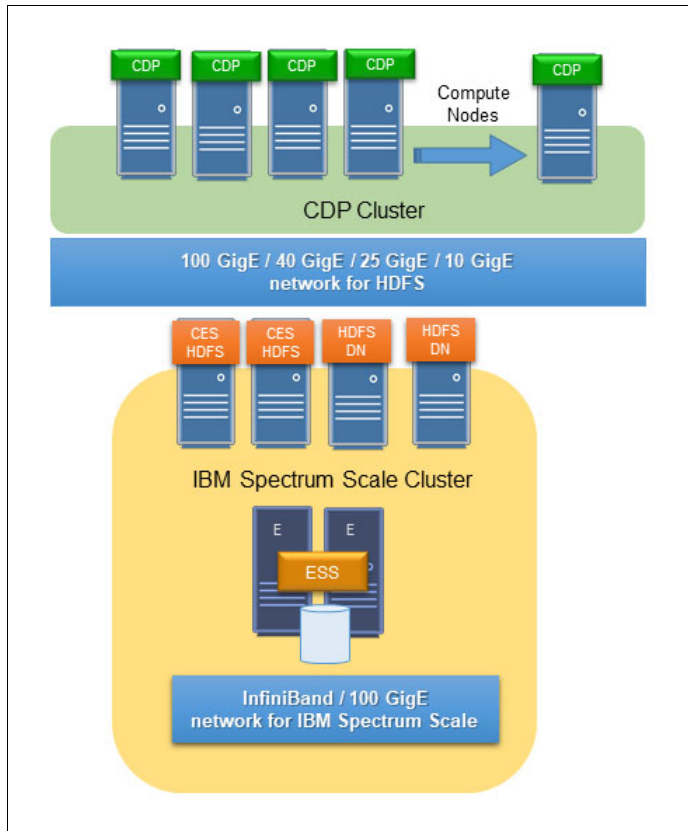 CDP
CDP
CDP
CDP
CDP
Compute
Nodes
CDP Cluster
100 GigE / 40 GigE / 25 GigE / 10 GigE
network for HDFS
CES
HDFS
CES
HDFS
HDFS
DN
HDFS
DN
IBM Spectrum Scale Cluster
E
E
ESS
InfiniBand / 100 GigE
network for IBM Spectrum Scale